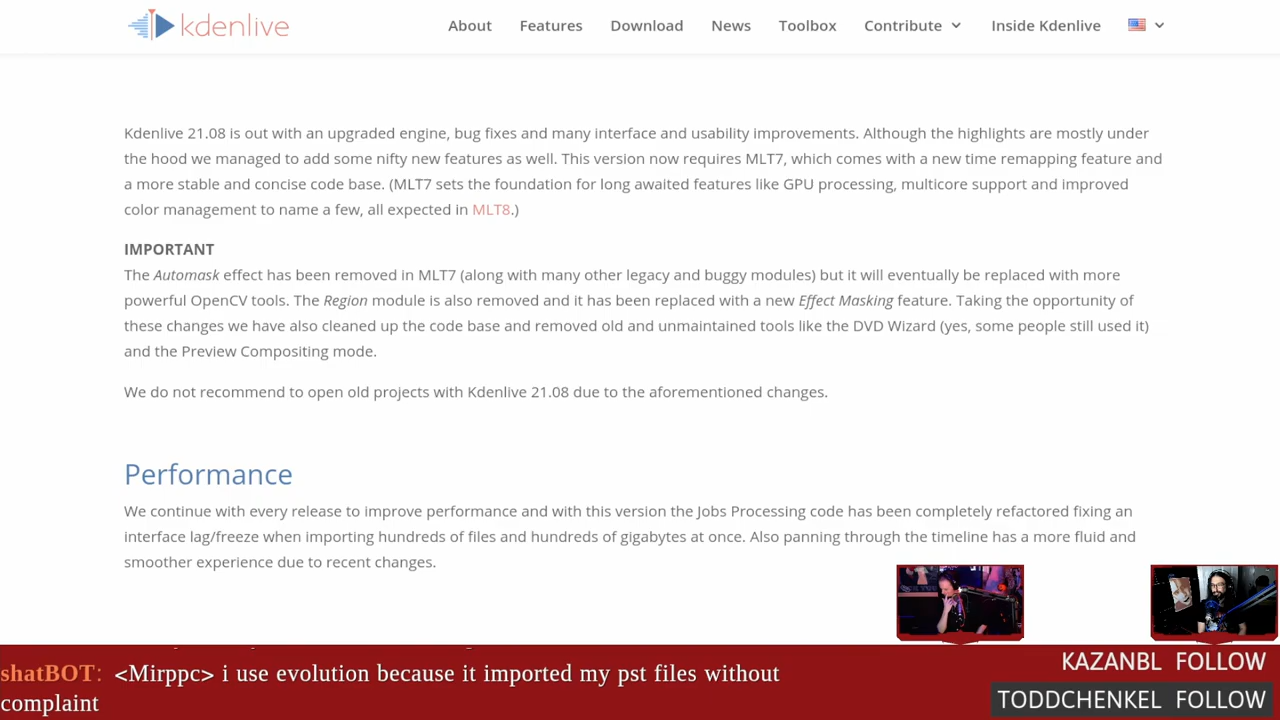 kdenlive
About Features Download News Toolbox Contribute Inside Kdenlive
Kdenlive 21.08 is out with an upgraded engine, bug fixes and many interface and usability improvements. Although the highlights are mostly under
the hood we managed to add some nifty new features as well. This version now requires MLT7, which comes with a new time remapping feature and
a more stable and concise code base. (MLT7 sets the foundation for long awaited features like GPU processing, multicore support and improved
color management to name a few, all expected in MLT8.)
IMPORTANT
The Automask effect has been removed in MLT7 (along with many other legacy and buggy modules) but it will eventually be replaced with more
powerful OpenCV tools. The Region module is also removed and it has been replaced with a new Effect Masking feature. Taking the opportunity of
these changes we have also cleaned up the code base and removed old and unmaintained tools like the DVD Wizard (yes, some people still used it)
and the Preview Compositing mode.
We do not recommend to open old projects with Kdenlive 21.08 due to the aforementioned changes.
Performance
We continue with every release to improve performance and with this version the Jobs Processing code has been completely refactored fixing an
interface lag/freeze when importing hundreds of files and hundreds of gigabytes at once. Also panning through the timeline has a more fluid and
smoother experience due to recent changes.
shatBOT: <Mirppc> i use evolution because it imported my pst files without
complaint
KAZANBL FOLLOW
TODDCHENKEL FOLLOW